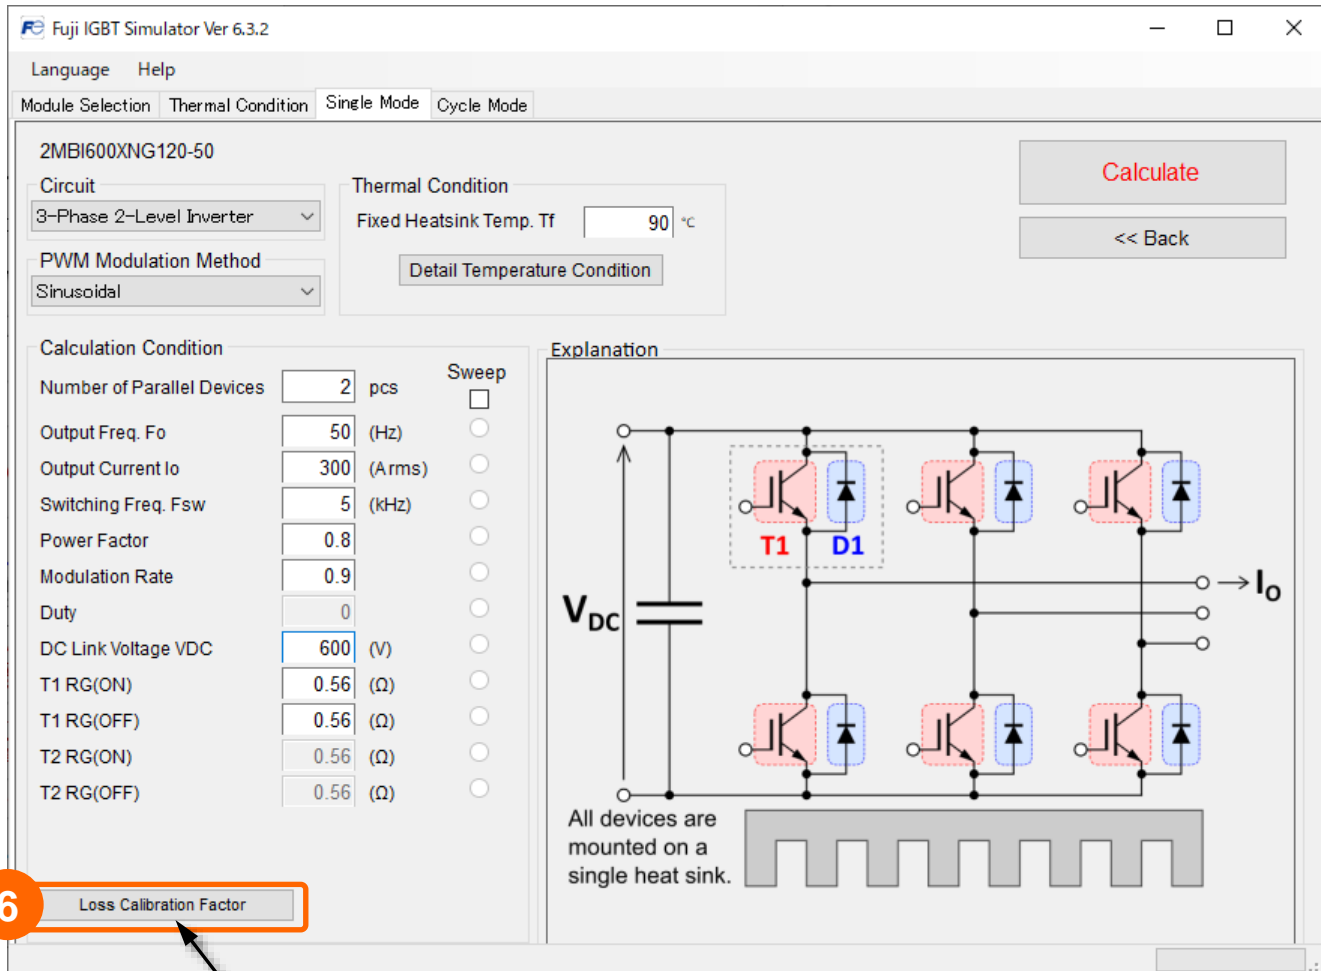 Fe Fuji IGBT Simulator Ver 6.3.2
Language Help
Module Selection Thermal Condition Single Mode Cycle Mode
2MBI600XNG120-50
Circuit
3-Phase 2-Level Inverter
PWM Modulation Method
Sinusoidal
Thermal Condition
Fixed Heatsink Temp. Tf 90 °C
Detail Temperature Condition
Calculate
<< Back
Calculation Condition
Sweep
Number of Parallel Devices 2 pcs
Output Freq. Fo 50 (Hz)
Output Current Io 300 (Arms)
Switching Freq. Fsw 5 (kHz)
Power Factor 0.8
Modulation Rate 0.9
Duty 0
DC Link Voltage VDC 600 (V)
T1 RG(ON) 0.56 (Ω)
T1 RG(OFF) 0.56 (Ω)
T2 RG(ON) 0.56 (Ω)
T2 RG(OFF) 0.56 (Ω)
6 Loss Calibration Factor
Explanation
T1 D1
VDC
IO
All devices are
mounted on a
single heat sink.